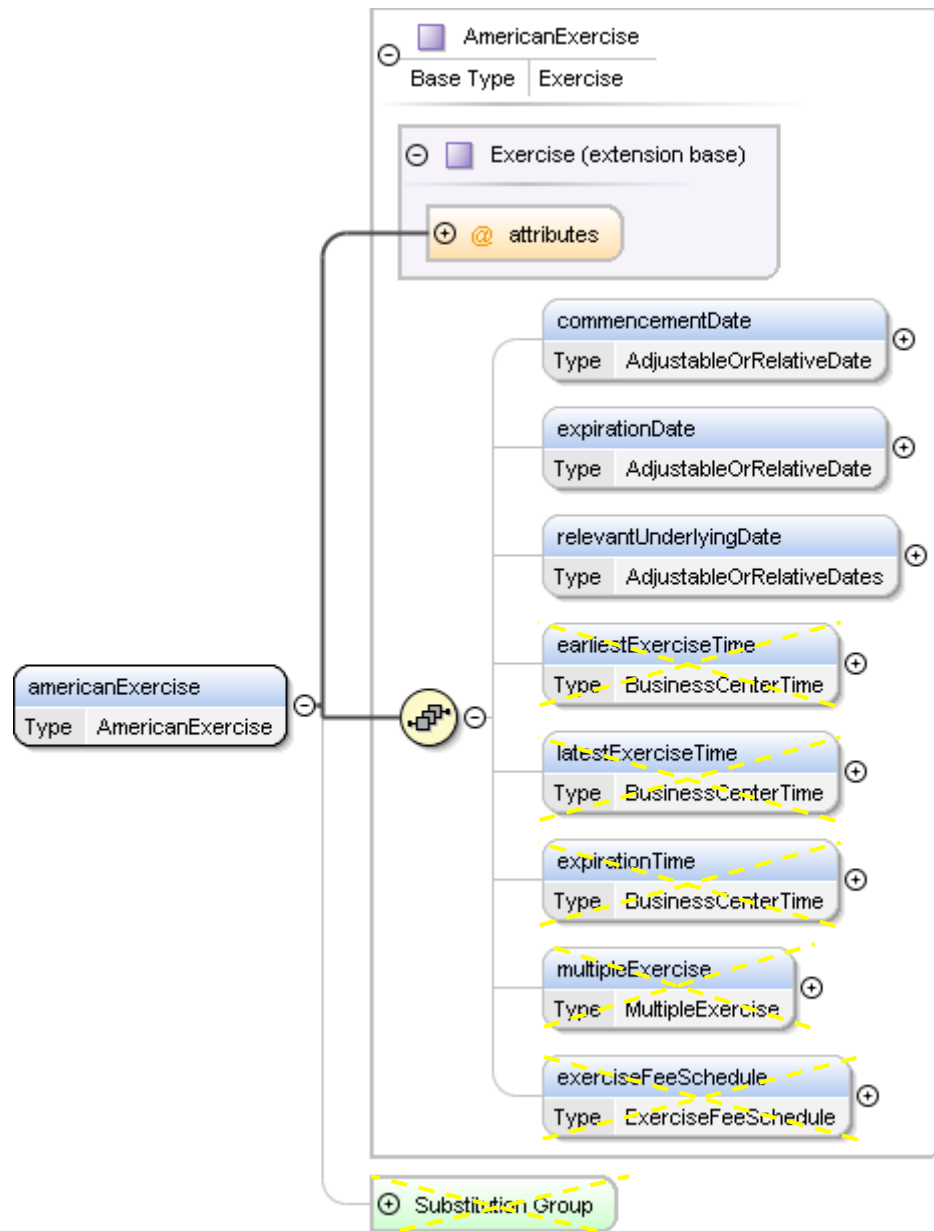 AmericanExercise
Base Type Exercise
Exercise (extension base)
@ attributes
commencementDate
Type AdjustableOrRelativeDate
expirationDate
Type AdjustableOrRelativeDate
relevantUnderlyingDate
Type AdjustableOrRelativeDates
earliestExerciseTime
Type BusinessCenterTime
americanExercise
Type AmericanExercise
latestExerciseTime
Type BusinessCenterTime
expirationTime
Type BusinessCenterTime
multipleExercise
Type MultipleExercise
exerciseFeeSchedule
Type ExerciseFeeSchedule
Substitution Group